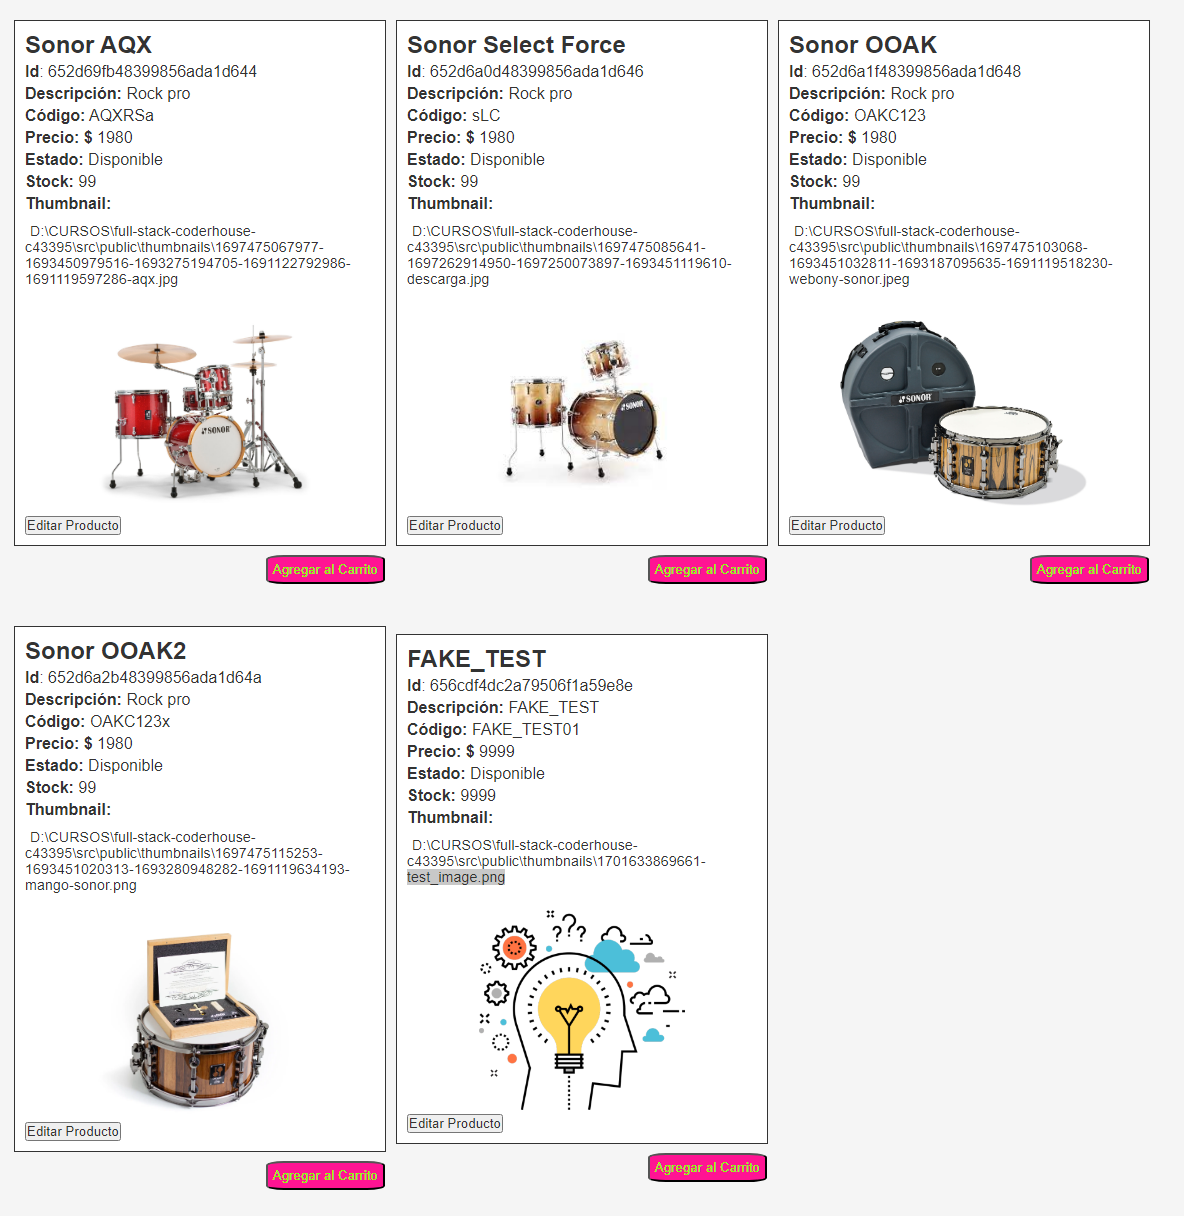 Sonor AQX
Id: 652d69fb48399856ada1d644
Descripción: Rock pro
Código: AQXRSa
Precio: $ 1980
Estado: Disponible
Stock: 99
Thumbnail:
D:\CURSOS\full-stack-coderhouse-
c43395\src\public\thumbnails\1697475067977-
1693450979516-1693275194705-1691122792986-
1691119597286-aqx.jpg
SONOR
Editar Producto
Agregar al Carrito
Sonor Select Force
Id: 652d6a0d48399856ada1d646
Descripción: Rock pro
Código: sLC
Precio: $ 1980
Estado: Disponible
Stock: 99
Thumbnail:
D:\CURSOS\full-stack-coderhouse-
c43395\src\public\thumbnails\1697475085641-
1697262914950-1697250073897-1693451119610-
descarga.jpg
SONOR
Editar Producto
Agregar al Carrito
Sonor OOAK
Id: 652d6a1f48399856ada1d648
Descripción: Rock pro
Código: OAKC123
Precio: $ 1980
Estado: Disponible
Stock: 99
Thumbnail:
D:\CURSOS\full-stack-coderhouse-
c43395\src\public\thumbnails\1697475103068-
1693451032811-1693187095635-1691119518230-
webony-sonor.jpeg
SONOR
Editar Producto
Agregar al Carrito
Sonor OOAK2
Id: 652d6a2b48399856ada1d64a
Descripción: Rock pro
Código: OAKC123x
Precio: $ 1980
Estado: Disponible
Stock: 99
Thumbnail:
D:\CURSOS\full-stack-coderhouse-
c43395\src\public\thumbnails\1697475115253-
1693451020313-1693280948282-1691119634193-
mango-sonor.png
Editar Producto
Agregar al Carrito
FAKE_TEST
Id: 656cdf4dc2a79506f1a59e8e
Descripción: FAKE_TEST
Código: FAKE_TEST01
Precio: $ 9999
Estado: Disponible
Stock: 9999
Thumbnail:
D:\CURSOS\full-stack-coderhouse-
c43395\src\public\thumbnails\1701633869661-
test_image.png
???
Editar Producto
Agregar al Carrito